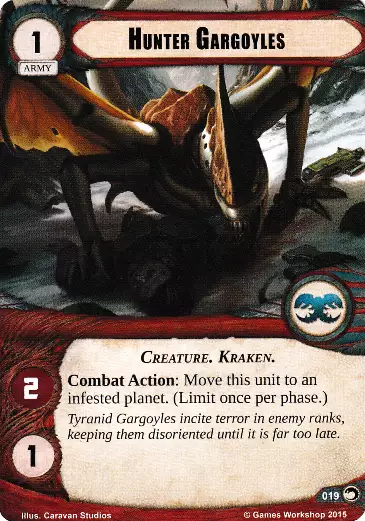 1
ARMY
HUNTER GARGOYLES
CREATURE. KRAKEN.
2
Combat Action: Move this unit to an
infested planet. (Limit once per phase.)
Tyranid Gargoyles incite terror in enemy ranks,
keeping them disoriented until it is far too late.
1
019
Illus. Caravan Studios
© Games Workshop 2015